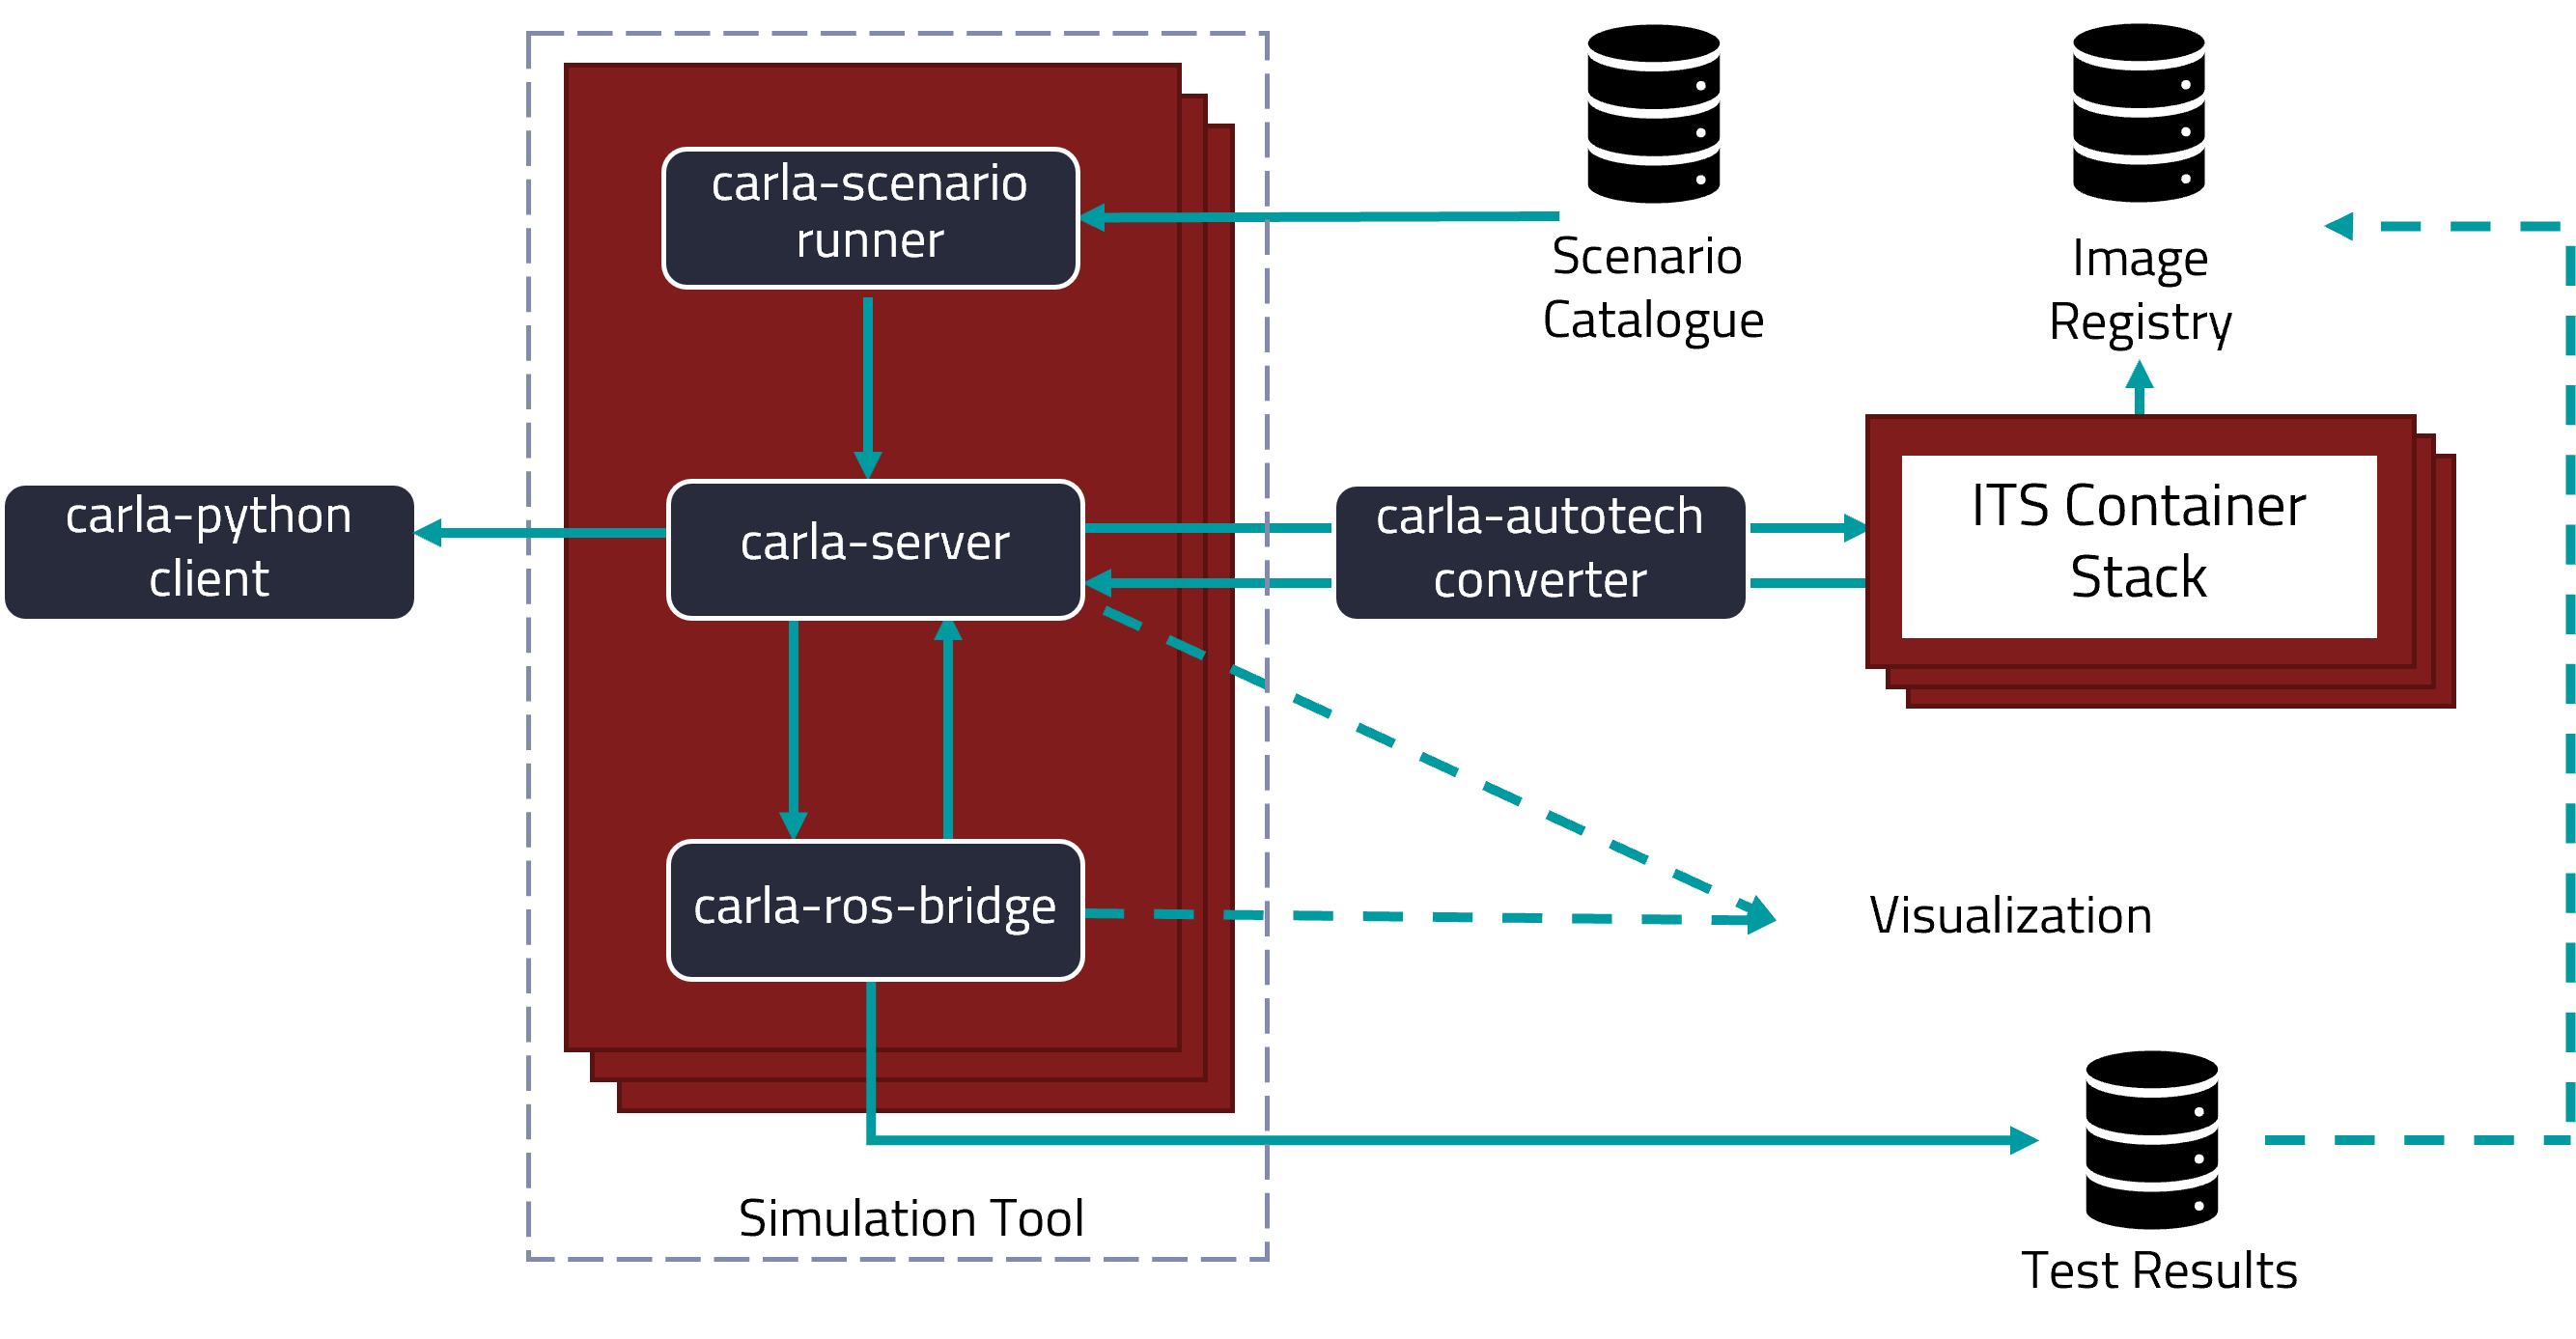 carla-scenario
runner
Scenario
Catalogue
Image
Registry
carla-python
client
carla-server
carla-autotech
converter
ITS Container
Stack
carla-ros-bridge
Visualization
Simulation Tool
Test Results